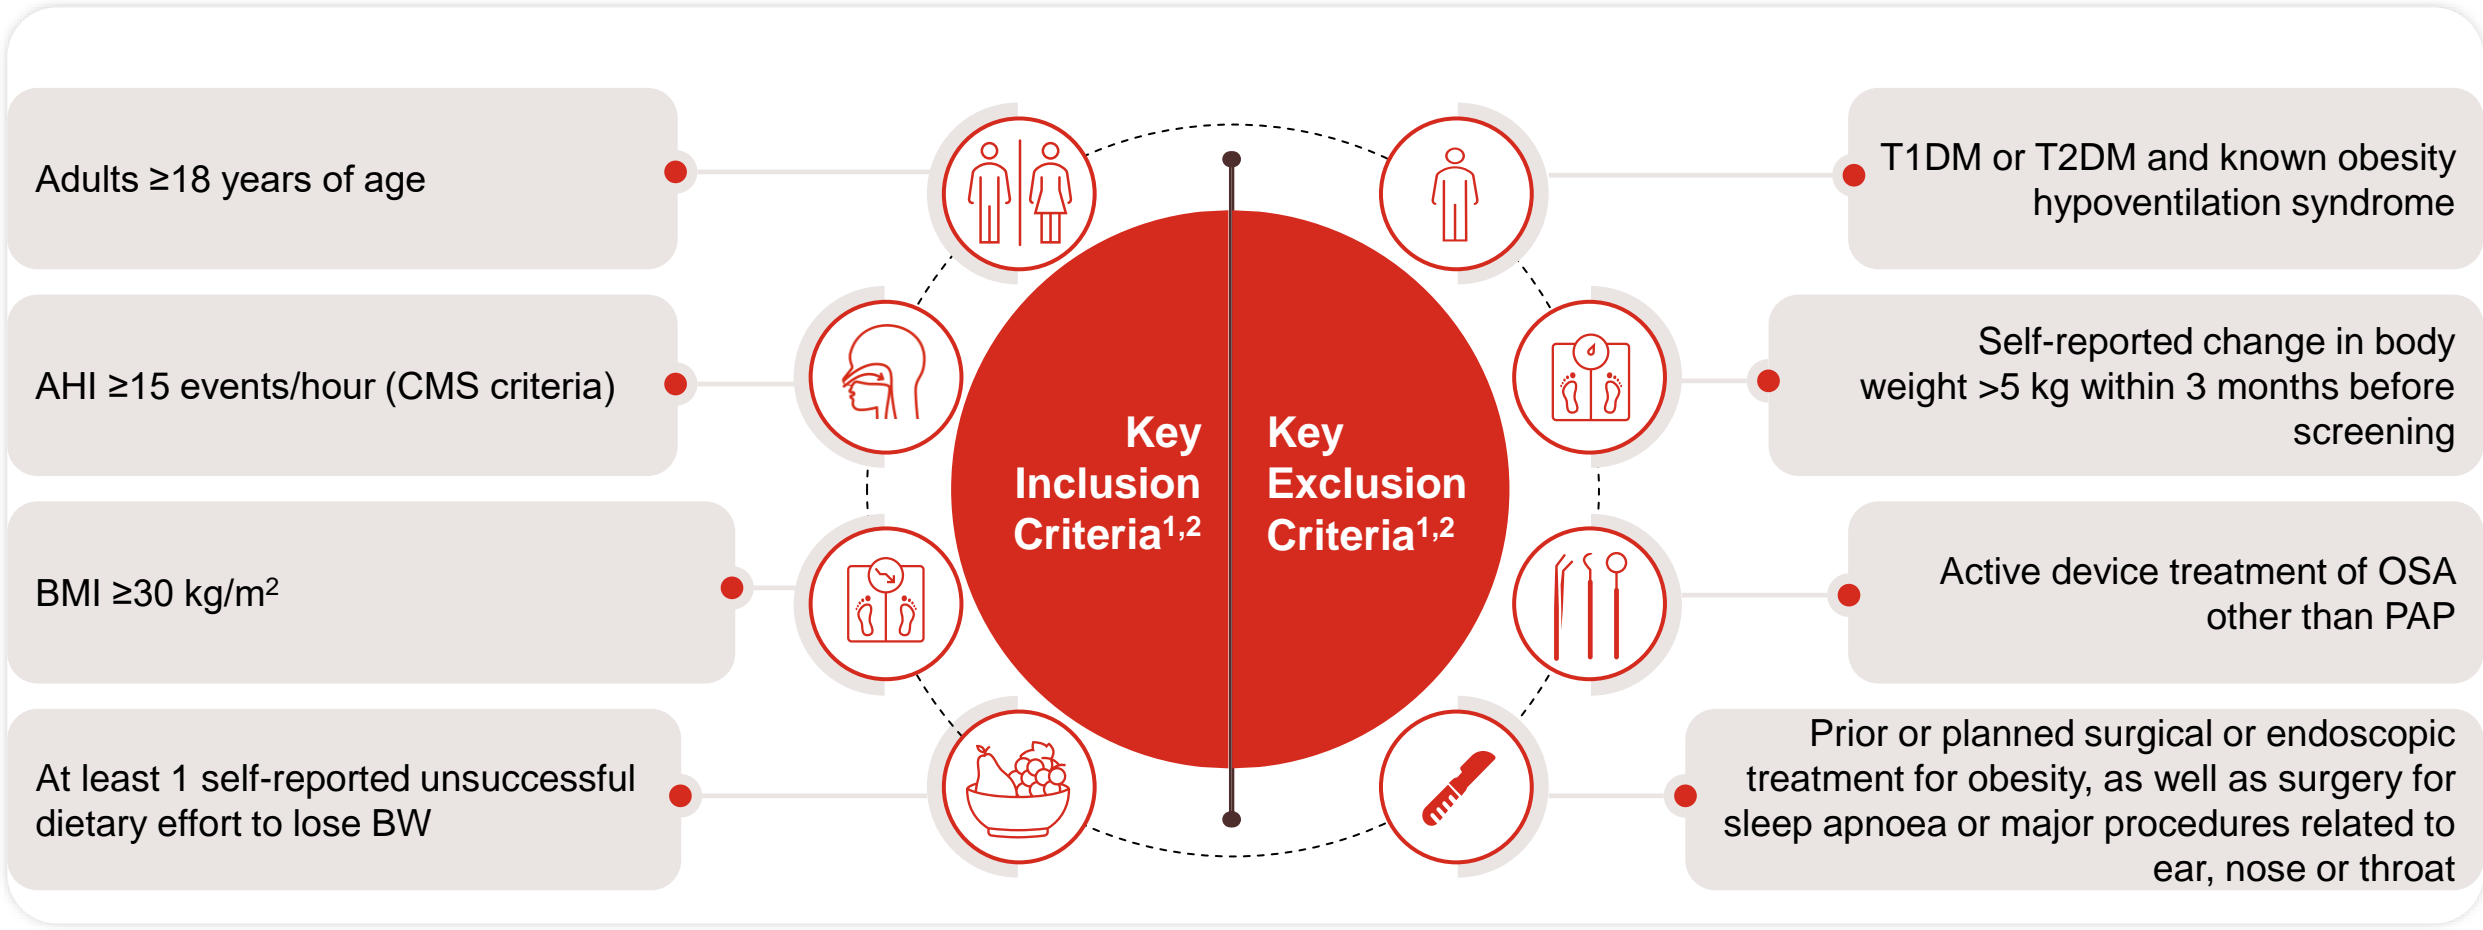 Adults ≥18 years of age
AHI ≥15 events/hour (CMS criteria)
BMI ≥30 kg/m²
At least 1 self-reported unsuccessful
dietary effort to lose BW
Key
Inclusion
Criteria¹,²
Key
Exclusion
Criteria¹,²
T1DM or T2DM and known obesity
hypoventilation syndrome
Self-reported change in body
weight >5 kg within 3 months before
screening
Active device treatment of OSA
other than PAP
Prior or planned surgical or endoscopic
treatment for obesity, as well as surgery for
sleep apnoea or major procedures related to
ear, nose or throat